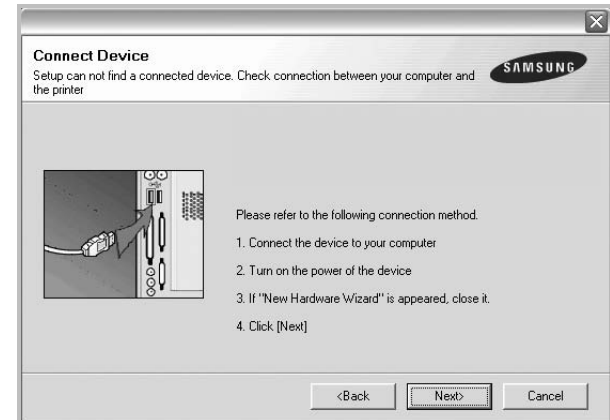 Connect Device
Setup can not find a connected device. Check connection between your computer and
the printer
SAMSUNG
Please refer to the following connection method.
1. Connect the device to your computer
2. Turn on the power of the device
3. If "New Hardware Wizard" is appeared, close it.
4. Click [Next]
<Back
Next>
Cancel